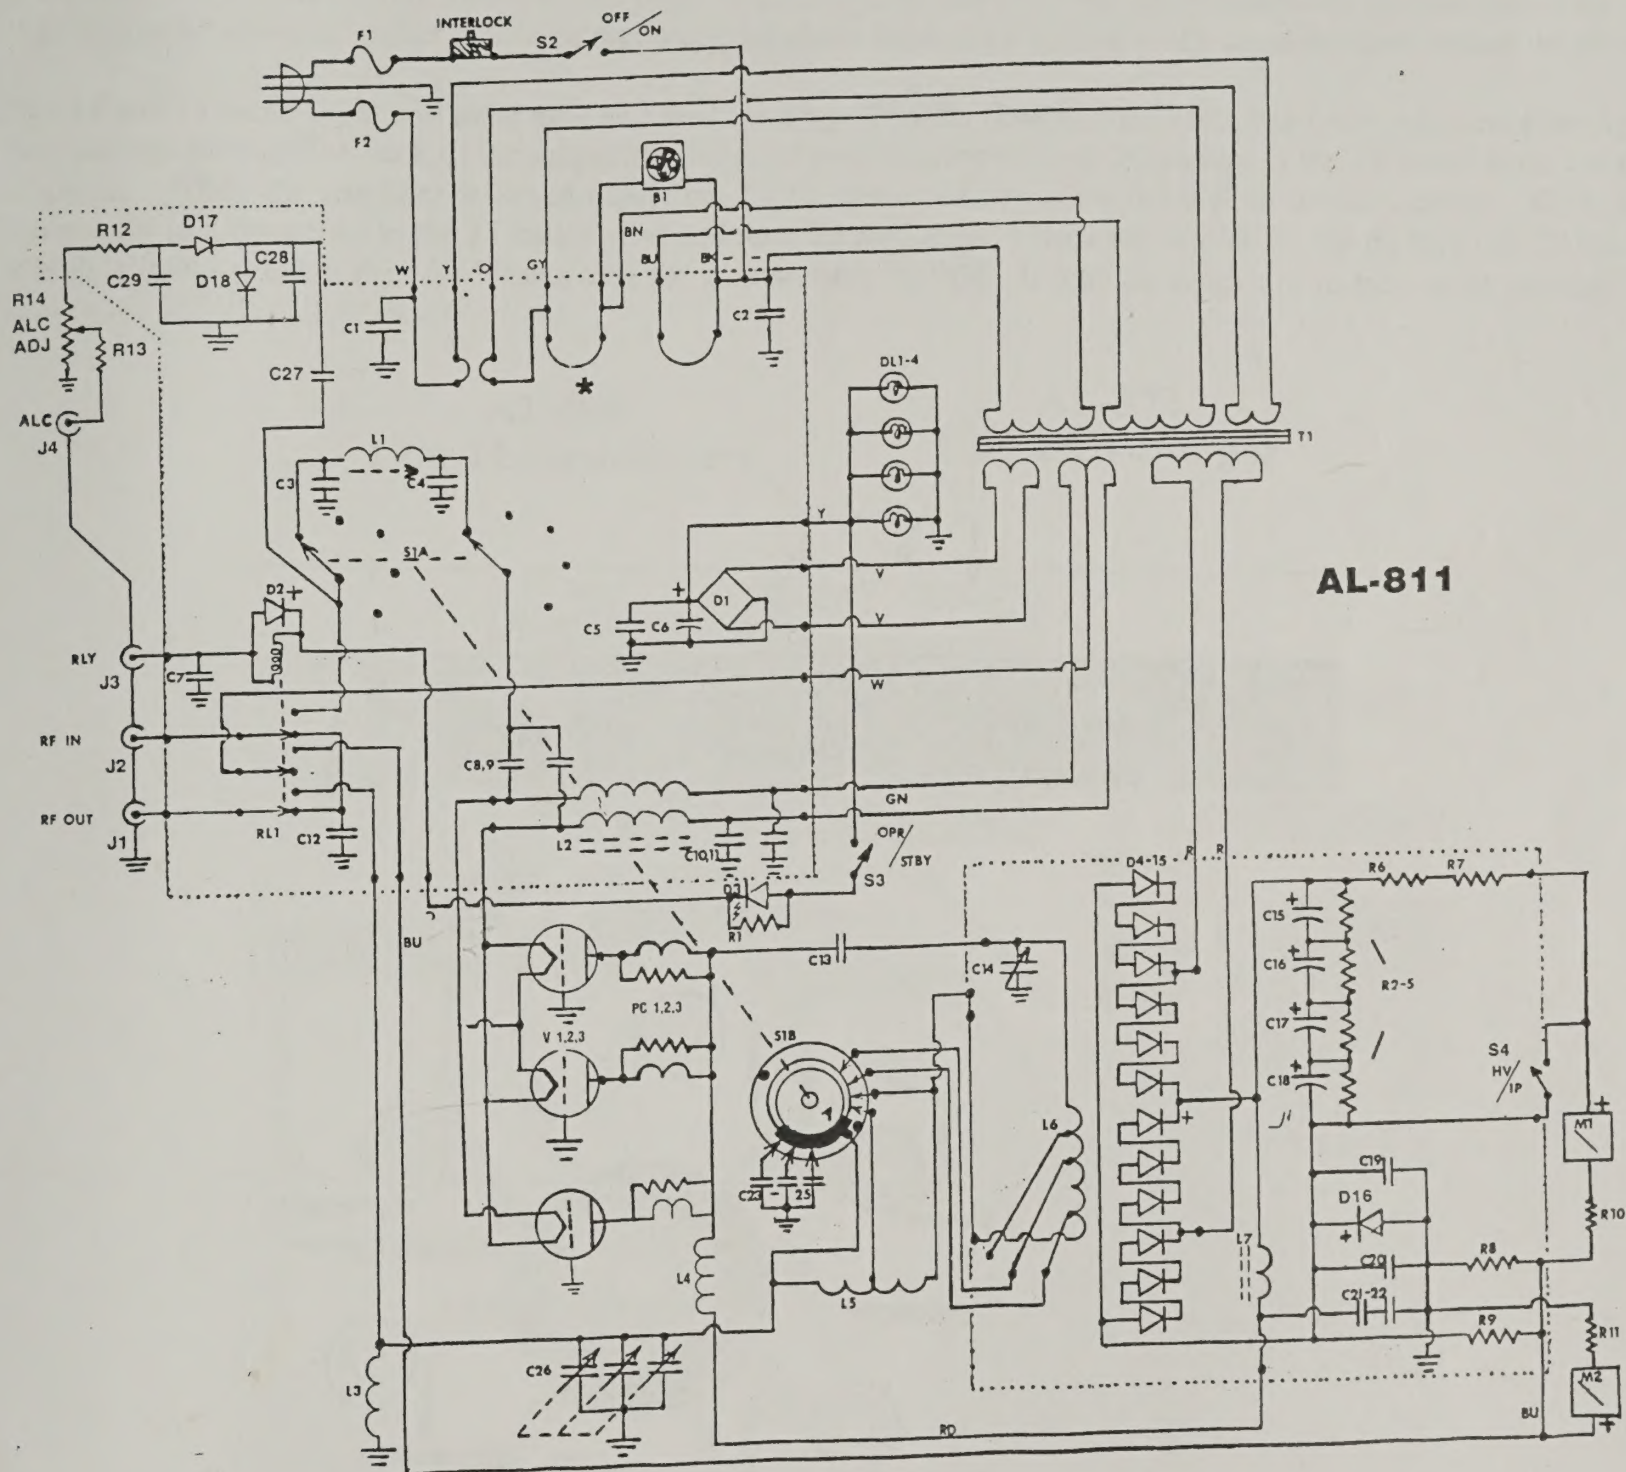 INTERLOCK
OFF/ON
F1
S2
F2
B1
D17
R12
C28
C29
D18
BN
BU
BK
W
Y
O
GY
R14
ALC
ADJ
R13
C1
C2
C27
*
DL1-4
ALC
J4
L1
T1
C3
C4
S1A
Y
AL-811
V
D2
+
+
D1
C5
C6
V
RLY
J3
C7
W
RF IN
J2
C8,9
GN
RF OUT
J1
RL1
C12
L2
C10,11
OPR/STBY
S3
R
R
D4-15
R6
R7
D3
R1
BU
C13
C14
+
C15
+
C16
R2-5
PC 1,2,3
V 1,2,3
S1B
+
C17
+
C18
S4
HV/IP
+
M1
L6
+
C19
D16
+
C23
-
25
R10
L4
L7
C20
R8
L5
C21-22
R9
R11
C26
L3
M2
+
RD
BU